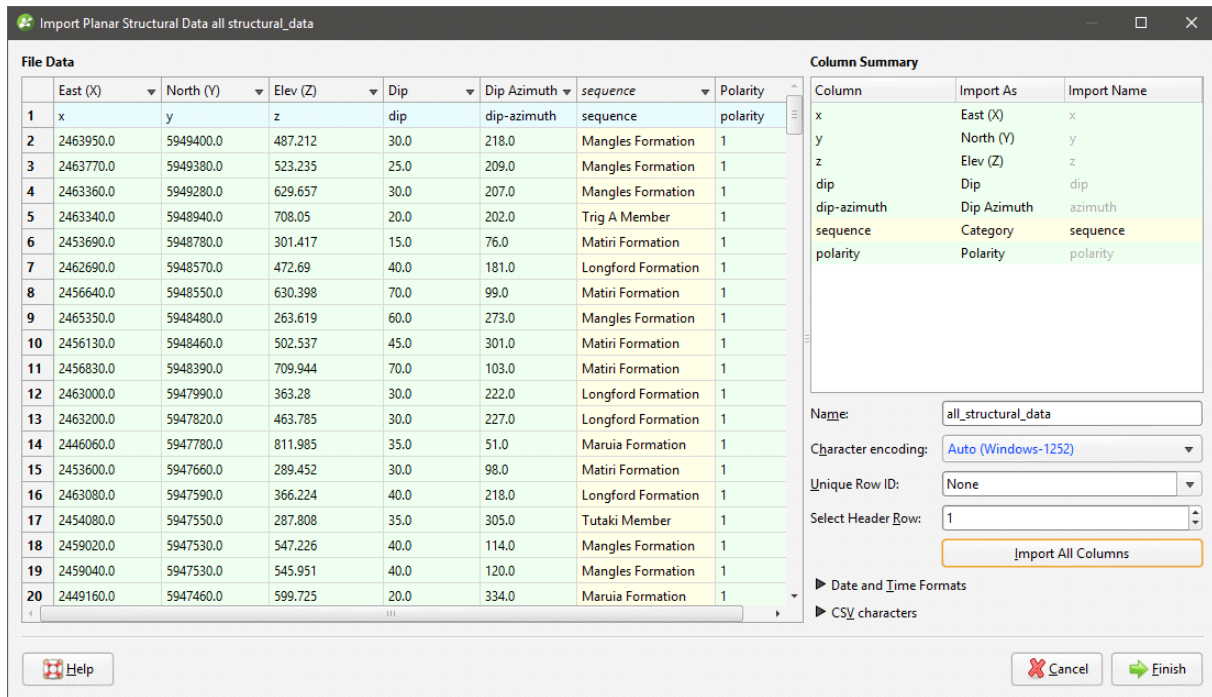 Import Planar Structural Data all structural_data
File Data
East (X) North (Y) Elev (Z) Dip Dip Azimuth sequence Polarity
1 x y z dip dip-azimuth sequence polarity
2 2463950.0 5949400.0 487.212 30.0 218.0 Mangles Formation 1
3 2463770.0 5949380.0 523.235 25.0 209.0 Mangles Formation 1
4 2463360.0 5949280.0 629.657 30.0 207.0 Mangles Formation 1
5 2463340.0 5948940.0 708.05 20.0 202.0 Trig A Member 1
6 2453690.0 5948780.0 301.417 15.0 76.0 Matiri Formation 1
7 2462690.0 5948570.0 472.69 40.0 181.0 Longford Formation 1
8 2456640.0 5948550.0 630.398 70.0 99.0 Matiri Formation 1
9 2465350.0 5948480.0 263.619 60.0 273.0 Mangles Formation 1
10 2456130.0 5948460.0 502.537 45.0 301.0 Matiri Formation 1
11 2456830.0 5948390.0 709.944 70.0 103.0 Matiri Formation 1
12 2463000.0 5947990.0 363.28 30.0 222.0 Longford Formation 1
13 2463200.0 5947820.0 463.785 30.0 227.0 Longford Formation 1
14 2446060.0 5947780.0 811.985 35.0 51.0 Maruia Formation 1
15 2453600.0 5947660.0 289.452 30.0 98.0 Matiri Formation 1
16 2463080.0 5947590.0 366.224 40.0 218.0 Longford Formation 1
17 2454080.0 5947550.0 287.808 35.0 305.0 Tutaki Member 1
18 2459020.0 5947530.0 547.226 40.0 114.0 Mangles Formation 1
19 2459040.0 5947530.0 545.951 40.0 120.0 Mangles Formation 1
20 2449160.0 5947460.0 599.725 20.0 334.0 Maruia Formation 1
Column Summary
Column Import As Import Name
x East (X) x
y North (Y) y
z Elev (Z) z
dip Dip dip
dip-azimuth Dip Azimuth azimuth
sequence Category sequence
polarity Polarity polarity
Name: all_structural_data
Character encoding: Auto (Windows-1252)
Unique Row ID: None
Select Header Row: 1
Import All Columns
Date and Time Formats
CSV characters
Help
Cancel
Finish